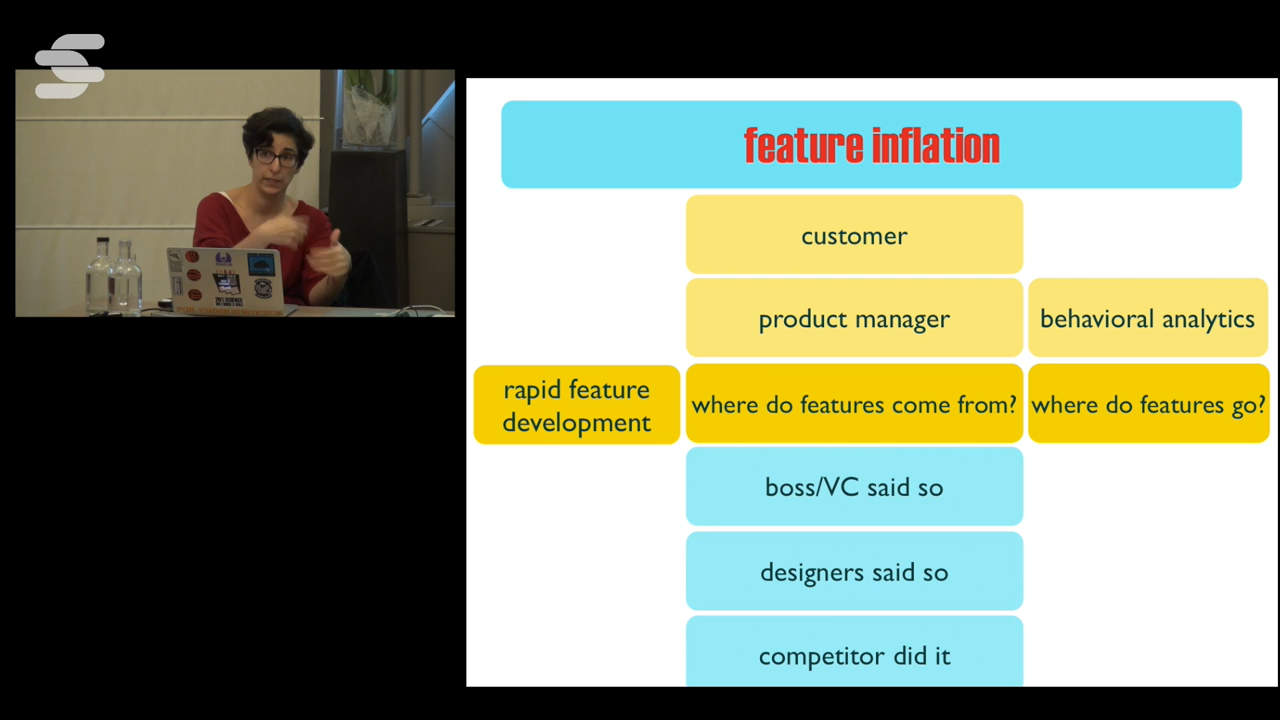 feature inflation
customer
product manager
behavioral analytics
rapid feature
development
where do features come from?
where do features go?
boss/VC said so
designers said so
competitor did it